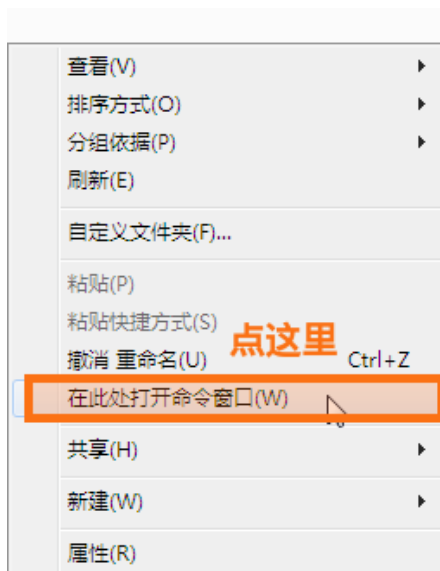 查看(V)
排序方式(O)
分组依据(P)
刷新(E)
自定义文件夹(F)...
粘贴(P)
粘贴快捷方式(S)
点这里
撤消 重命名(U) Ctrl+Z
在此处打开命令窗口(W)
共享(H)
新建(W)
属性(R)